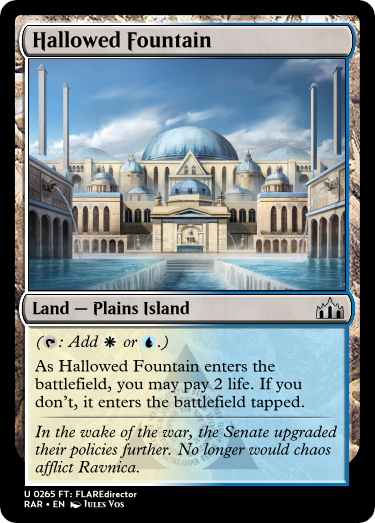 Hallowed Fountain
Land — Plains Island
(: Add or .)
As Hallowed Fountain enters the
battlefield, you may pay 2 life. If you
don't, it enters the battlefield tapped.
In the wake of the war, the Senate upgraded
their policies further. No longer would chaos
afflict Ravnica.
U 0265 FT: FLAREdirector
RAR • EN Jules Vos